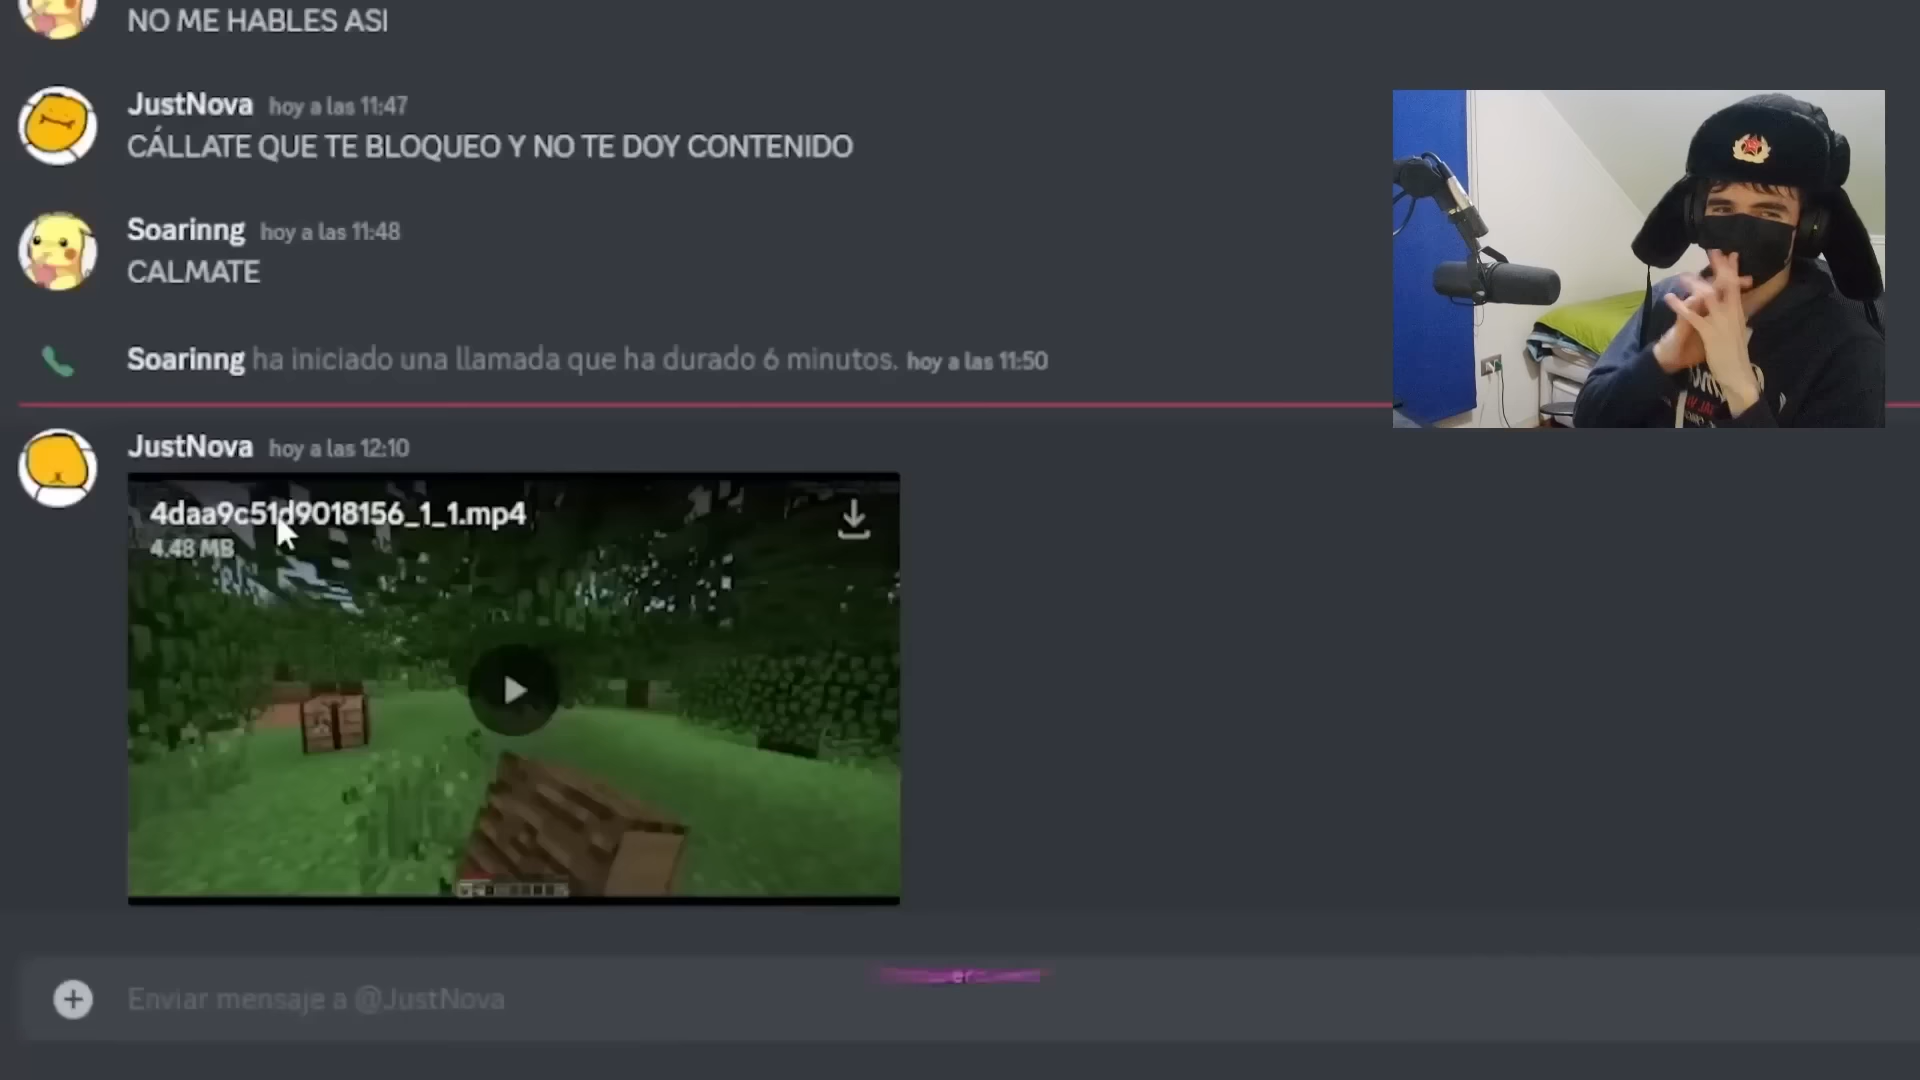 NO ME HABLES ASI
JustNova hoy a las 11:47
CÁLLATE QUE TE BLOQUEO Y NO TE DOY CONTENIDO
Soarinng hoy a las 11:48
CALMATE
Soarinng ha iniciado una llamada que ha durado 6 minutos. hoy a las 11:50
JustNova hoy a las 12:10
4daa9c51d9018156_1_1.mp4
4.48 MB
Enviar mensaje a @JustNova